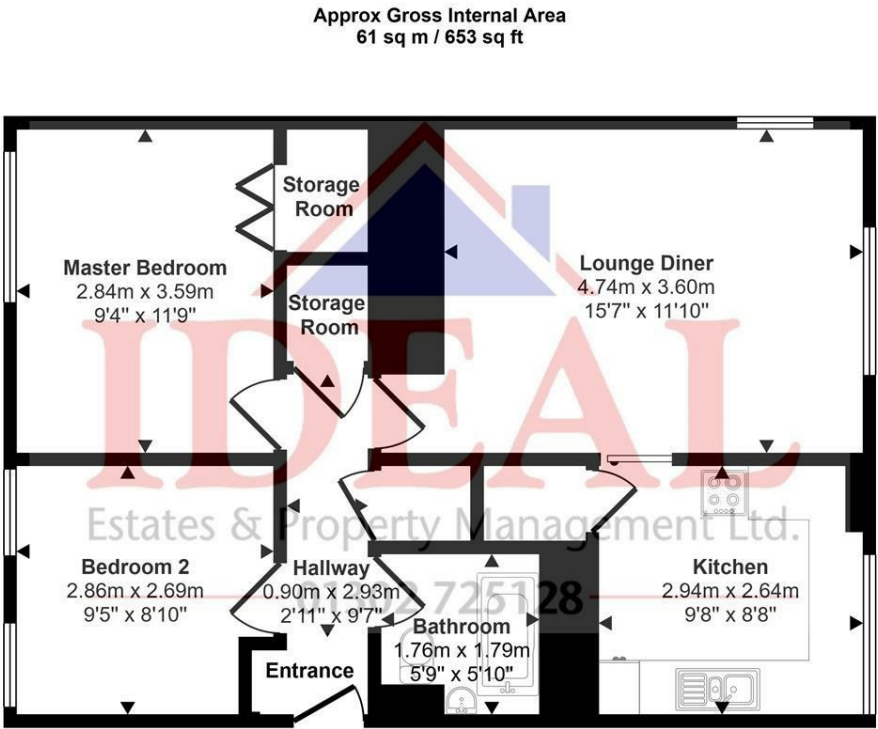 Approx Gross Internal Area
61 sq m / 653 sq ft
Storage
Room
Master Bedroom
2.84m x 3.59m
9'4" x 11'9"
Storage
Room
Lounge Diner
4.74m x 3.60m
15'7" x 11'10"
IDEAL
Estates & Property Management Ltd.
Bedroom 2
2.86m x 2.69m
9'5" x 8'10"
Hallway
0.90m x 2.93m
2'11" x 9'7"
Kitchen
2.94m x 2.64m
9'8" x 8'8"
01302 725128
Bathroom
1.76m x 1.79m
5'9" x 5'10"
Entrance